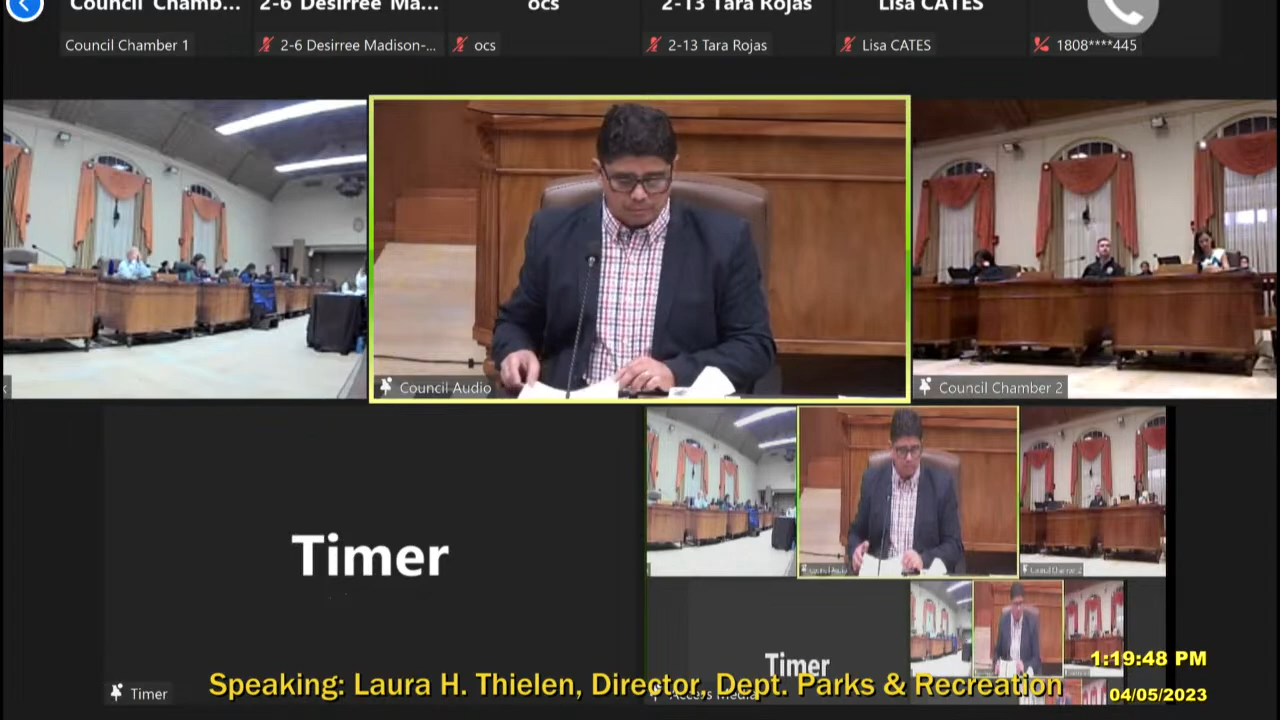 Council Chamb...
2-6 Desirree Ma...
ocs
2-13 Tara Rojas
Lisa CATES
Council Chamber 1
2-6 Desirree Madison-...
ocs
2-13 Tara Rojas
Lisa CATES
1808****445
Council Audio
Council Chamber 2
Timer
Timer
Timer
1:19:48 PM
Speaking: Laura H. Thielen, Director, Dept. Parks & Recreation
04/05/2023